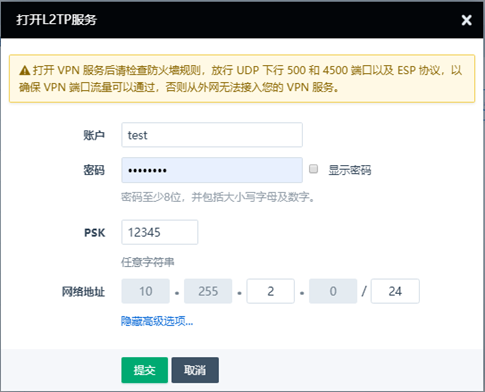 打开L2TP服务 ×
打开 VPN 服务后请检查防火墙规则，放行 UDP 下行 500 和 4500 端口以及 ESP 协议，以
确保 VPN 端口流量可以通过，否则从外网无法接入您的 VPN 服务。
账户 test
密码 •••••••• 显示密码
密码至少8位，并包括大小写字母及数字。
PSK 12345
任意字符串
网络地址 10 . 255 . 2 . 0 / 24
隐藏高级选项...
提交 取消